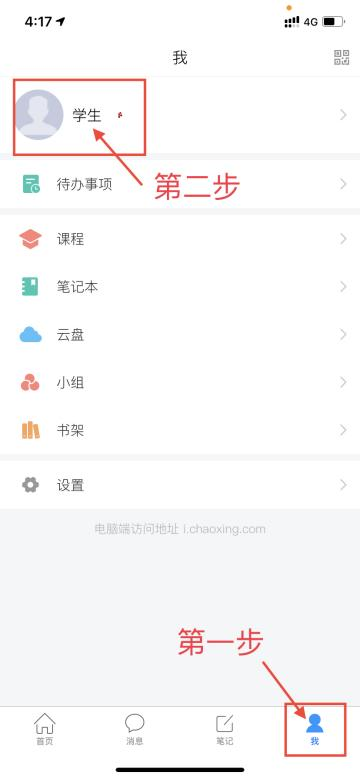 4:17
4G
我
学生
第二步
待办事项
课程
笔记本
云盘
小组
书架
设置
电脑端访问地址 i.chaoxing.com
第一步
首页
消息
笔记
我